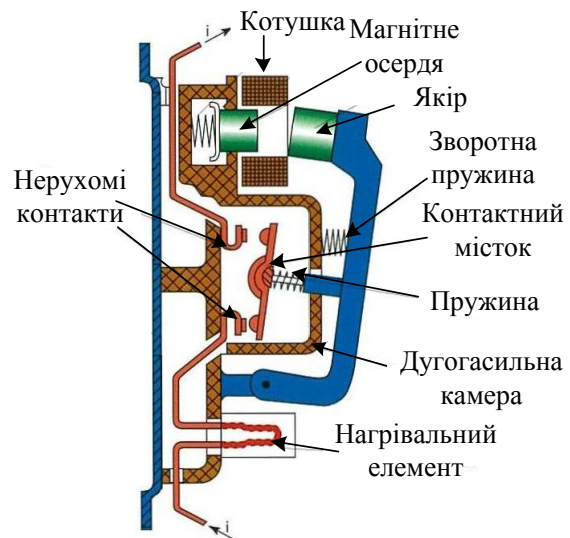 i
Котушка
Магнітне
осердя
Якір
Зворотна
пружина
Нерухомі
контакти
Контактний
місток
Пружина
Дугогасильна
камера
Нагрівальний
елемент
i